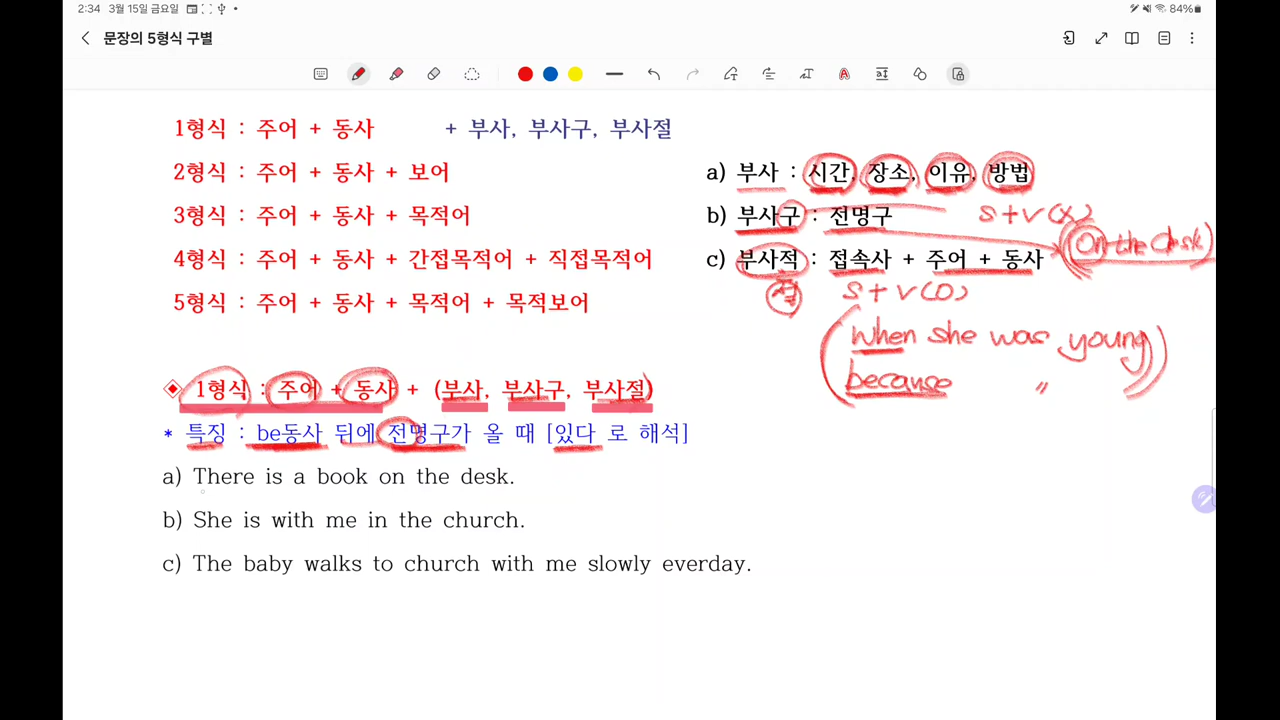 2:34 3월 15일 금요일 84%
문장의 5형식 구별
1형식 : 주어 + 동사 + 부사, 부사구, 부사절
2형식 : 주어 + 동사 + 보어
a) 부사 : 시간, 장소, 이유, 방법
3형식 : 주어 + 동사 + 목적어
b) 부사구 : 전명구
S+V(X)
(On the desk)
4형식 : 주어 + 동사 + 간접목적어 + 직접목적어
c) 부사적 : 접속사 + 주어 + 동사
절
S+V(O)
5형식 : 주어 + 동사 + 목적어 + 목적보어
(when she was young)
because 〃
◈ 1형식 : 주어 + 동사 + (부사, 부사구, 부사절)
* 특징 : be동사 뒤에 전명구가 올 때 [있다 로 해석]
a) There is a book on the desk.
b) She is with me in the church.
c) The baby walks to church with me slowly everday.